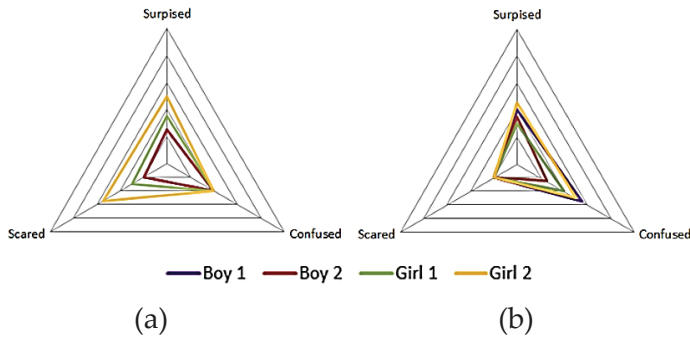 Surpised
Surpised
Scared
Confused
Scared
Confused
Boy 1
Boy 2
Girl 1
Girl 2
(a)
(b)